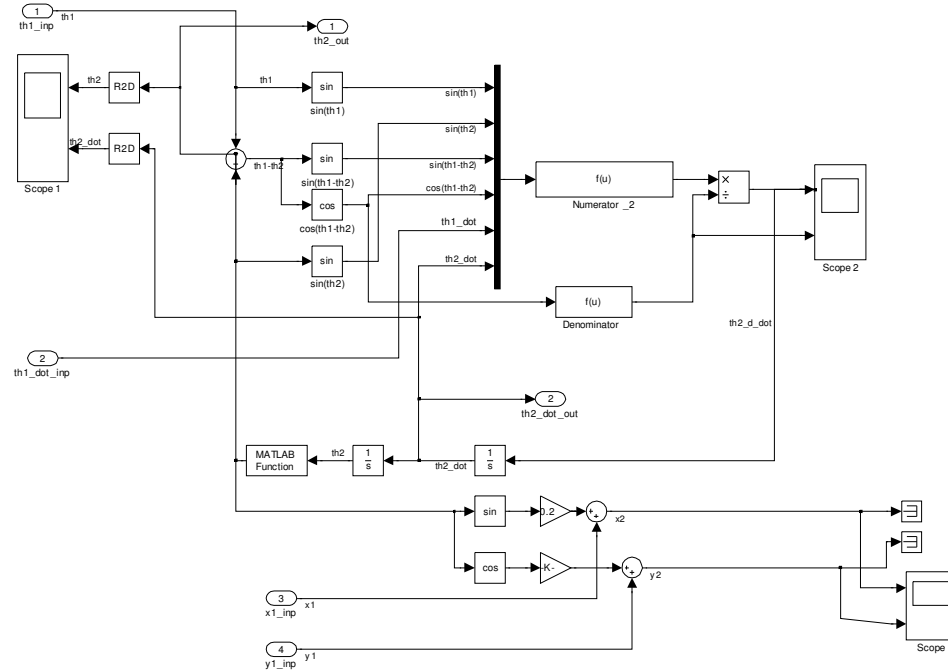 1
th1
th1_inp
1
th2_out
th2
R2D
th1
sin
sin(th1)
sin(th1)
sin(th2)
th2_dot
R2D
Scope 1
th1-th2
sin
sin(th1-th2)
sin(th1-th2)
cos
cos(th1-th2)
cos(th1-th2)
f(u)
Numerator _2
×
÷
Scope 2
th1_dot
sin
sin(th2)
th2_dot
f(u)
Denominator
th2_d_dot
2
th1_dot_inp
2
th2_dot_out
MATLAB
Function
th2
1
s
th2_dot
1
s
sin
0.2
+
+
x2
cos
-K-
+
+
y2
3
x1
x1_inp
4
y1
y1_inp
Scope